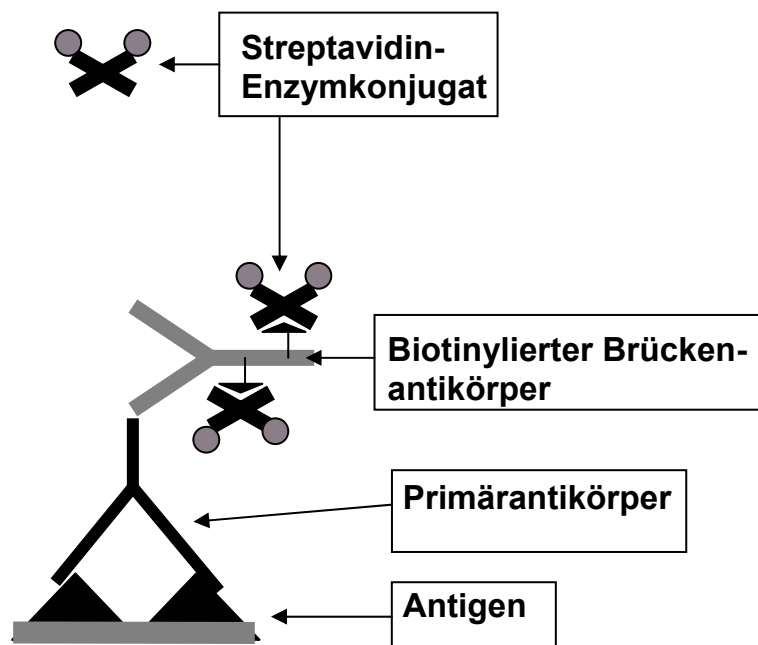 Streptavidin-
Enzymkonjugat
Biotinylierter Brücken-
antikörper
Primärantikörper
Antigen